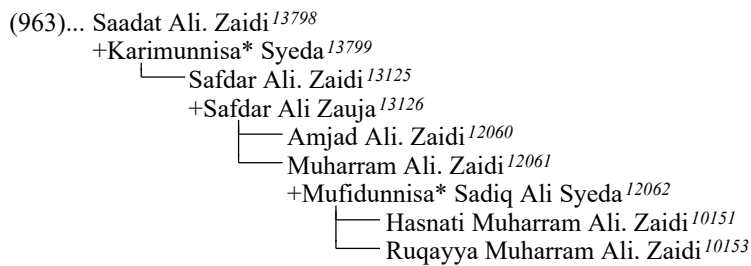 (963)... Saadat Ali. Zaidi 13798
+Karimunnisa* Syeda 13799
Safdar Ali. Zaidi 13125
+Safdar Ali Zauja 13126
Amjad Ali. Zaidi 12060
Muharram Ali. Zaidi 12061
+Mufidunnisa* Sadiq Ali Syeda 12062
Hasnati Muharram Ali. Zaidi 10151
Ruqayya Muharram Ali. Zaidi 10153